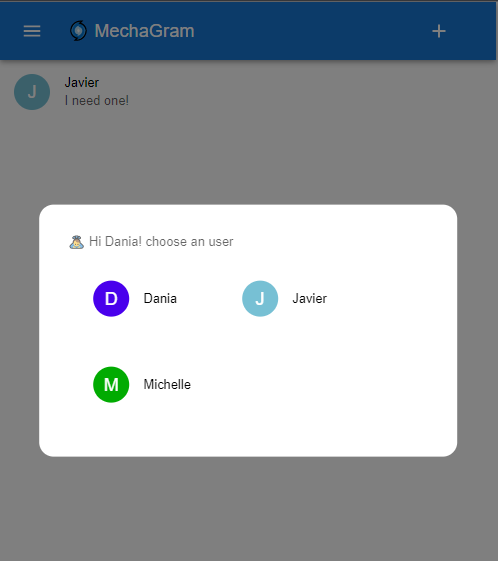 MechaGram
J
Javier
I need one!
Hi Dania! choose an user
D
Dania
J
Javier
M
Michelle